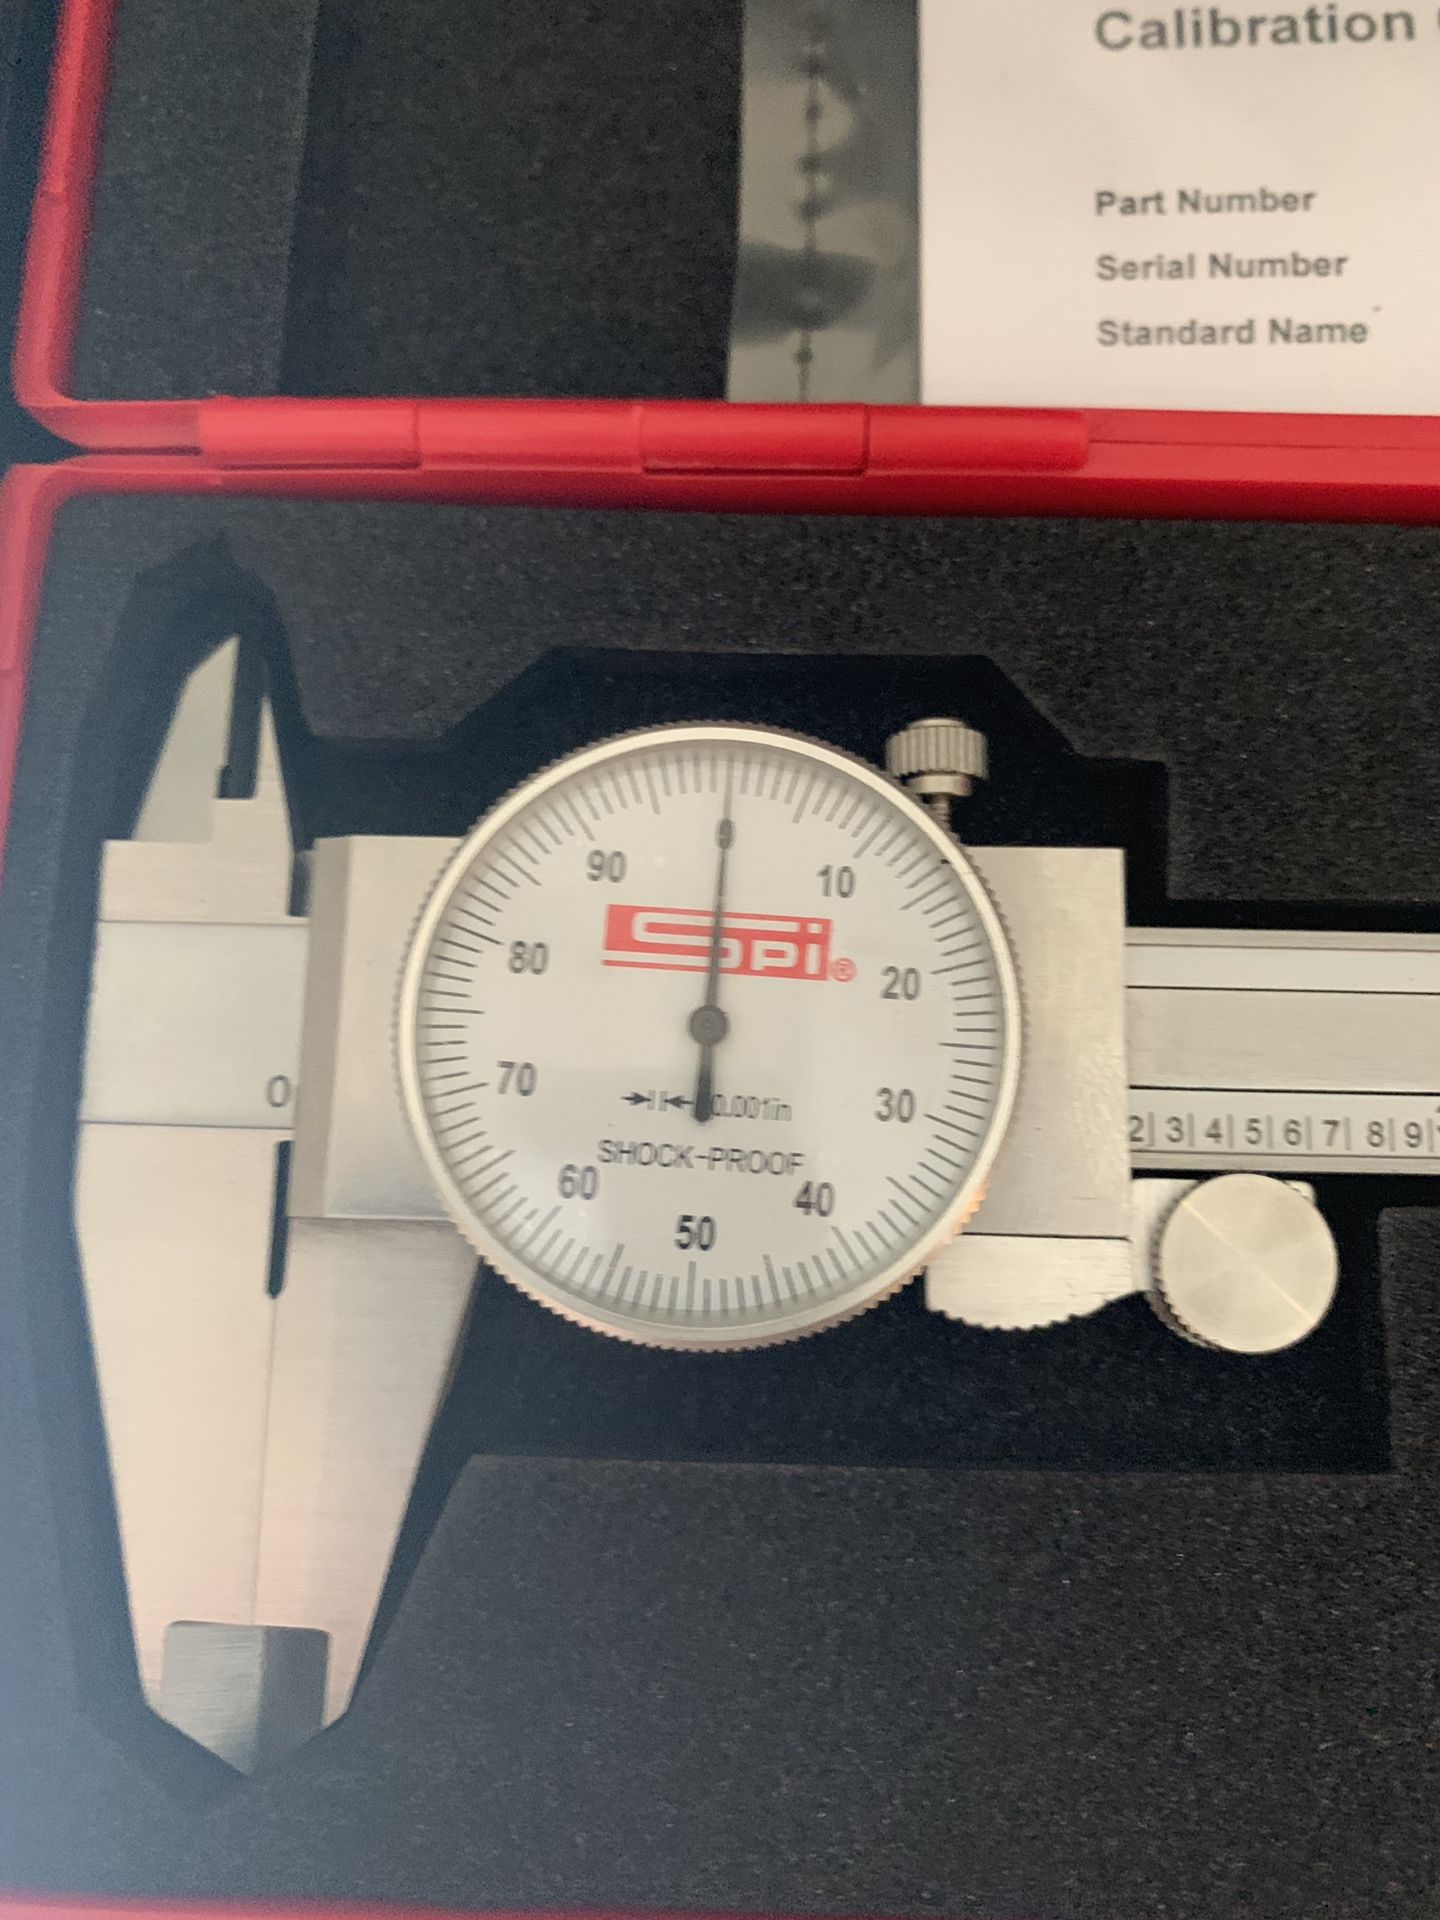 Calibration
Part Number
Serial Number
Standard Name
0
90 10
SPi®
80 20
70 30
0.001in
SHOCK-PROOF
60 40
50
0
2 3 4 5 6 7 8 9